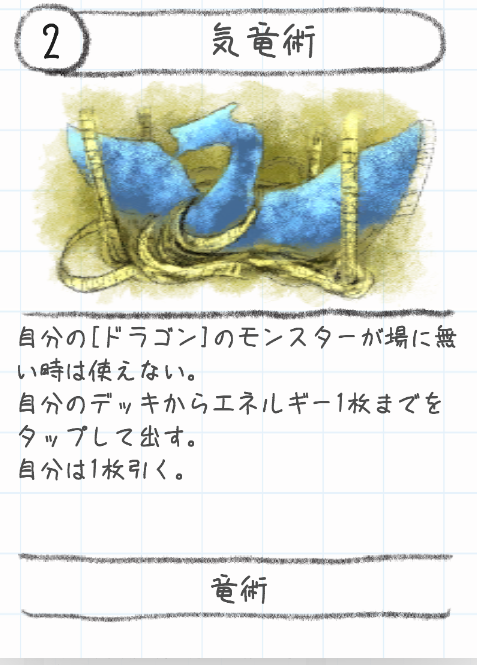 2
気竜術
自分の[ドラゴン]のモンスターが場に無
い時は使えない。
自分のデッキからエネルギー1枚までを
タップして出す。
自分は1枚引く。
竜術